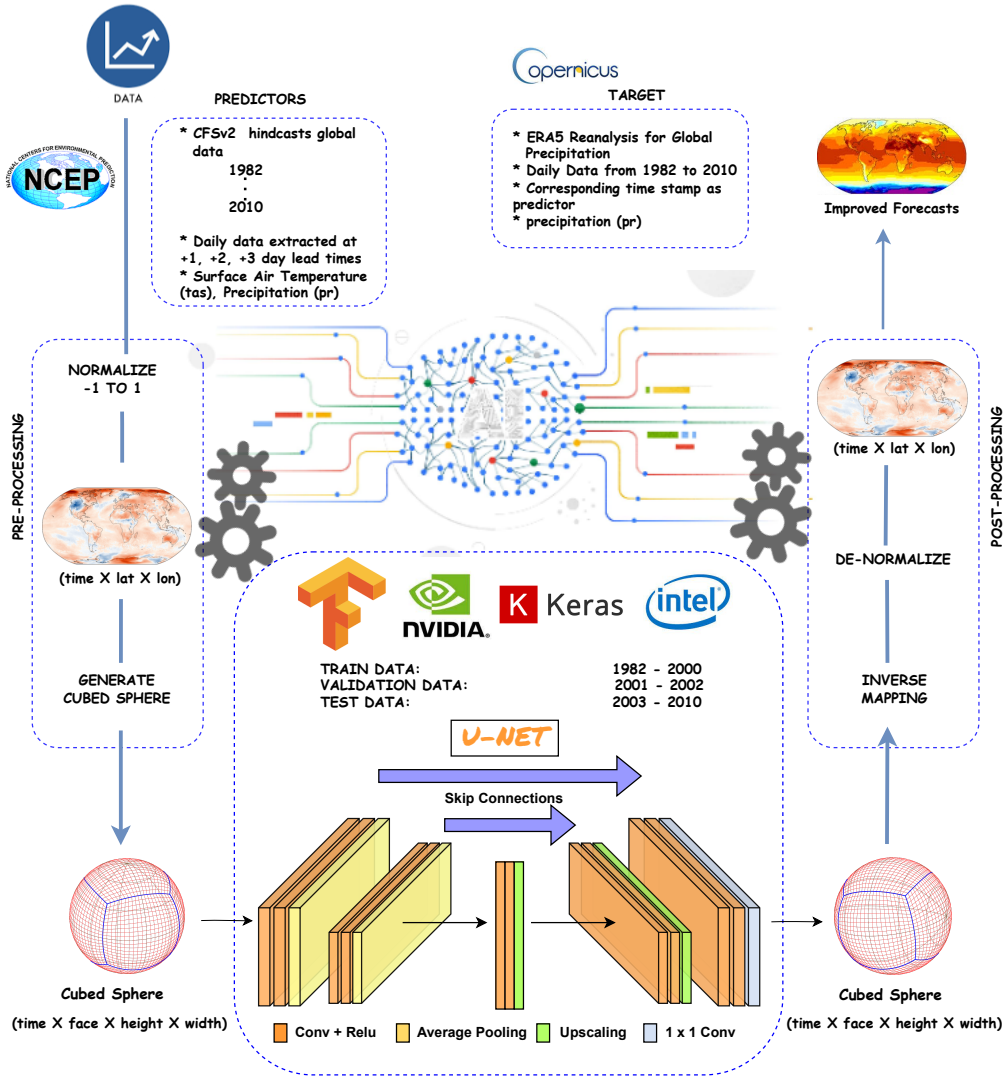 DATA
NATIONAL CENTERS FOR ENVIRONMENTAL PREDICTION
NCEP
PREDICTORS
* CFSv2 hindcasts global
data
1982
.
.
.
2010
* Daily data extracted at
+1, +2, +3 day lead times
* Surface Air Temperature
(tas), Precipitation (pr)
opernicus
TARGET
* ERA5 Reanalysis for Global
Precipitation
* Daily Data from 1982 to 2010
* Corresponding time stamp as
predictor
* precipitation (pr)
Improved Forecasts
PRE-PROCESSING
NORMALIZE
-1 TO 1
(time X lat X lon)
GENERATE
CUBED SPHERE
AI
POST-PROCESSING
(time X lat X lon)
DE-NORMALIZE
INVERSE
MAPPING
NVIDIA.
K Keras
intel
TRAIN DATA: 1982 - 2000
VALIDATION DATA: 2001 - 2002
TEST DATA: 2003 - 2010
U-NET
Skip Connections
Cubed Sphere
(time X face X height X width)
Conv + Relu
Average Pooling
Upscaling
1 x 1 Conv
Cubed Sphere
(time X face X height X width)